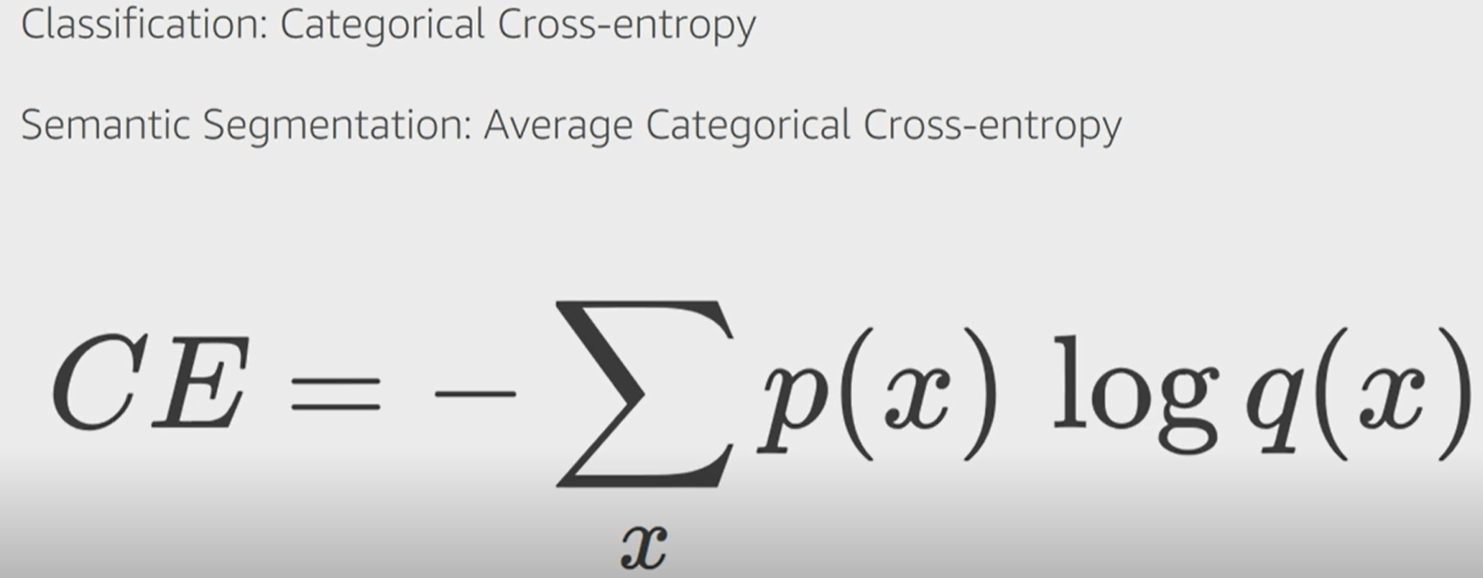 Classification: Categorical Cross-entropy
Semantic Segmentation: Average Categorical Cross-entropy
CE = − ∑ p(x) log q(x)
x